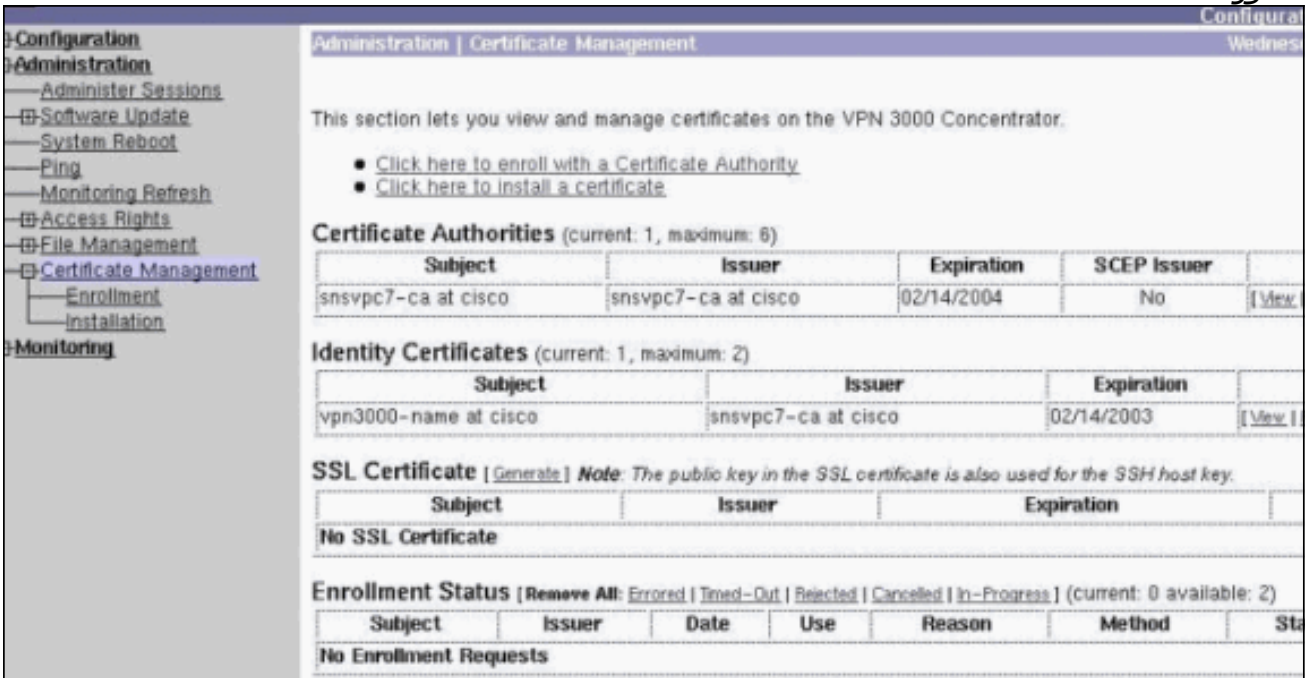 Configurat
Configuration
Administration
Administer Sessions
Software Update
System Reboot
Ping
Monitoring Refresh
Access Rights
File Management
Certificate Management
Enrollment
Installation
Monitoring
Administration | Certificate Management Wednes
This section lets you view and manage certificates on the VPN 3000 Concentrator.
• Click here to enroll with a Certificate Authority
• Click here to install a certificate
Certificate Authorities (current: 1, maximum: 6)
Subject Issuer Expiration SCEP Issuer
snsvpc7-ca at cisco snsvpc7-ca at cisco 02/14/2004 No [ View |
Identity Certificates (current: 1, maximum: 2)
Subject Issuer Expiration
vpn3000-name at cisco snsvpc7-ca at cisco 02/14/2003 [ View |
SSL Certificate [ Generate ] Note: The public key in the SSL certificate is also used for the SSH host key.
Subject Issuer Expiration
No SSL Certificate
Enrollment Status [ Remove All: Errored | Timed-Out | Rejected | Cancelled | In-Progress ] (current: 0 available: 2)
Subject Issuer Date Use Reason Method Sta
No Enrollment Requests